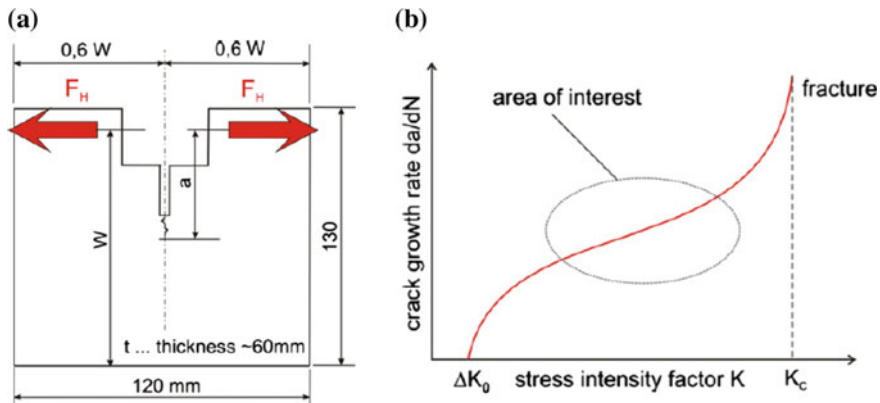 (a)
0,6 W 0,6 W
F_H F_H
a
W
130
t ... thickness ~60mm
120 mm
(b)
crack growth rate da/dN
area of interest
fracture
ΔK₀ stress intensity factor K K_c